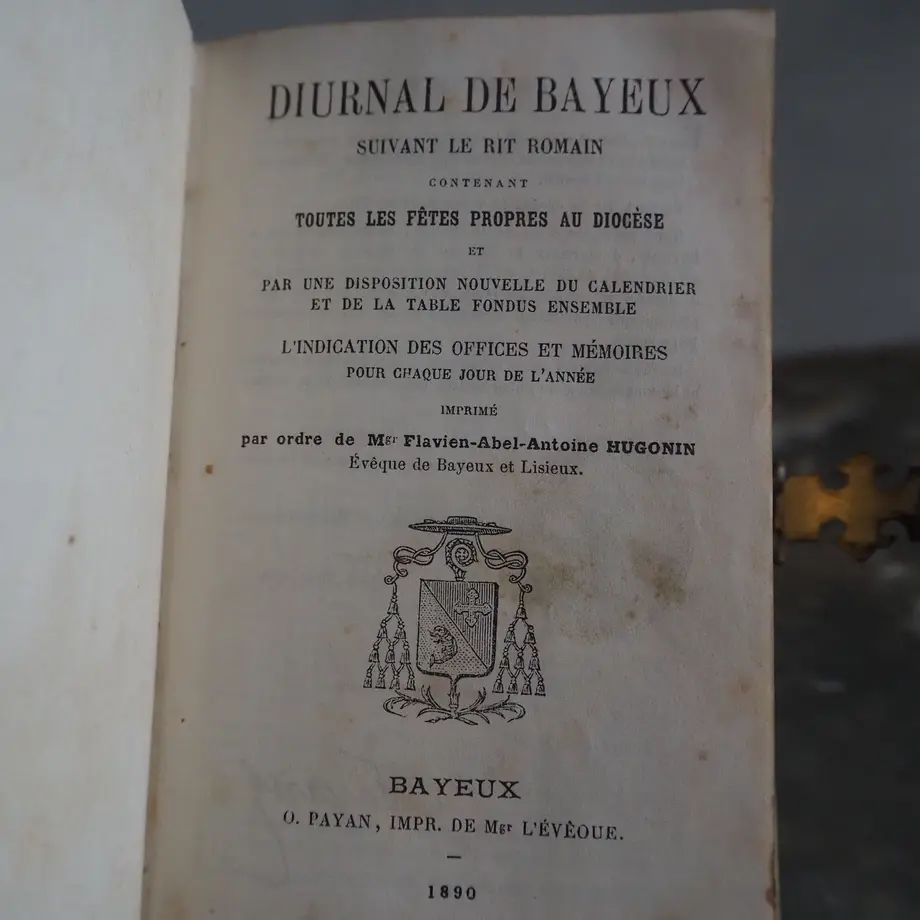 DIURNAL DE BAYEUX
SUIVANT LE RIT ROMAIN
CONTENANT
TOUTES LES FÊTES PROPRES AU DIOCÈSE
ET
PAR UNE DISPOSITION NOUVELLE DU CALENDRIER
ET DE LA TABLE FONDUS ENSEMBLE
L'INDICATION DES OFFICES ET MÉMOIRES
POUR CHAQUE JOUR DE L'ANNÉE
IMPRIMÉ
par ordre de Mgr Flavien-Abel-Antoine HUGONIN
Évêque de Bayeux et Lisieux.
BAYEUX
O. PAYAN, IMPR. DE Mgr L'ÉVÊQUE.
—
1890